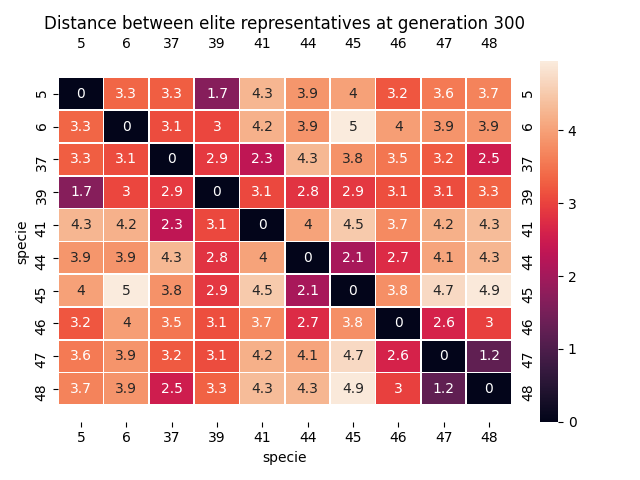 Distance between elite representatives at generation 300
5 6 37 39 41 44 45 46 47 48
5 0 3.3 3.3 1.7 4.3 3.9 4 3.2 3.6 3.7 5
6 3.3 0 3.1 3 4.2 3.9 5 4 3.9 3.9 6
37 3.3 3.1 0 2.9 2.3 4.3 3.8 3.5 3.2 2.5 37
39 1.7 3 2.9 0 3.1 2.8 2.9 3.1 3.1 3.3 39
41 4.3 4.2 2.3 3.1 0 4 4.5 3.7 4.2 4.3 41
44 3.9 3.9 4.3 2.8 4 0 2.1 2.7 4.1 4.3 44
45 4 5 3.8 2.9 4.5 2.1 0 3.8 4.7 4.9 45
46 3.2 4 3.5 3.1 3.7 2.7 3.8 0 2.6 3 46
47 3.6 3.9 3.2 3.1 4.2 4.1 4.7 2.6 0 1.2 47
48 3.7 3.9 2.5 3.3 4.3 4.3 4.9 3 1.2 0 48
5 6 37 39 41 44 45 46 47 48
specie
specie
4
3
2
1
0